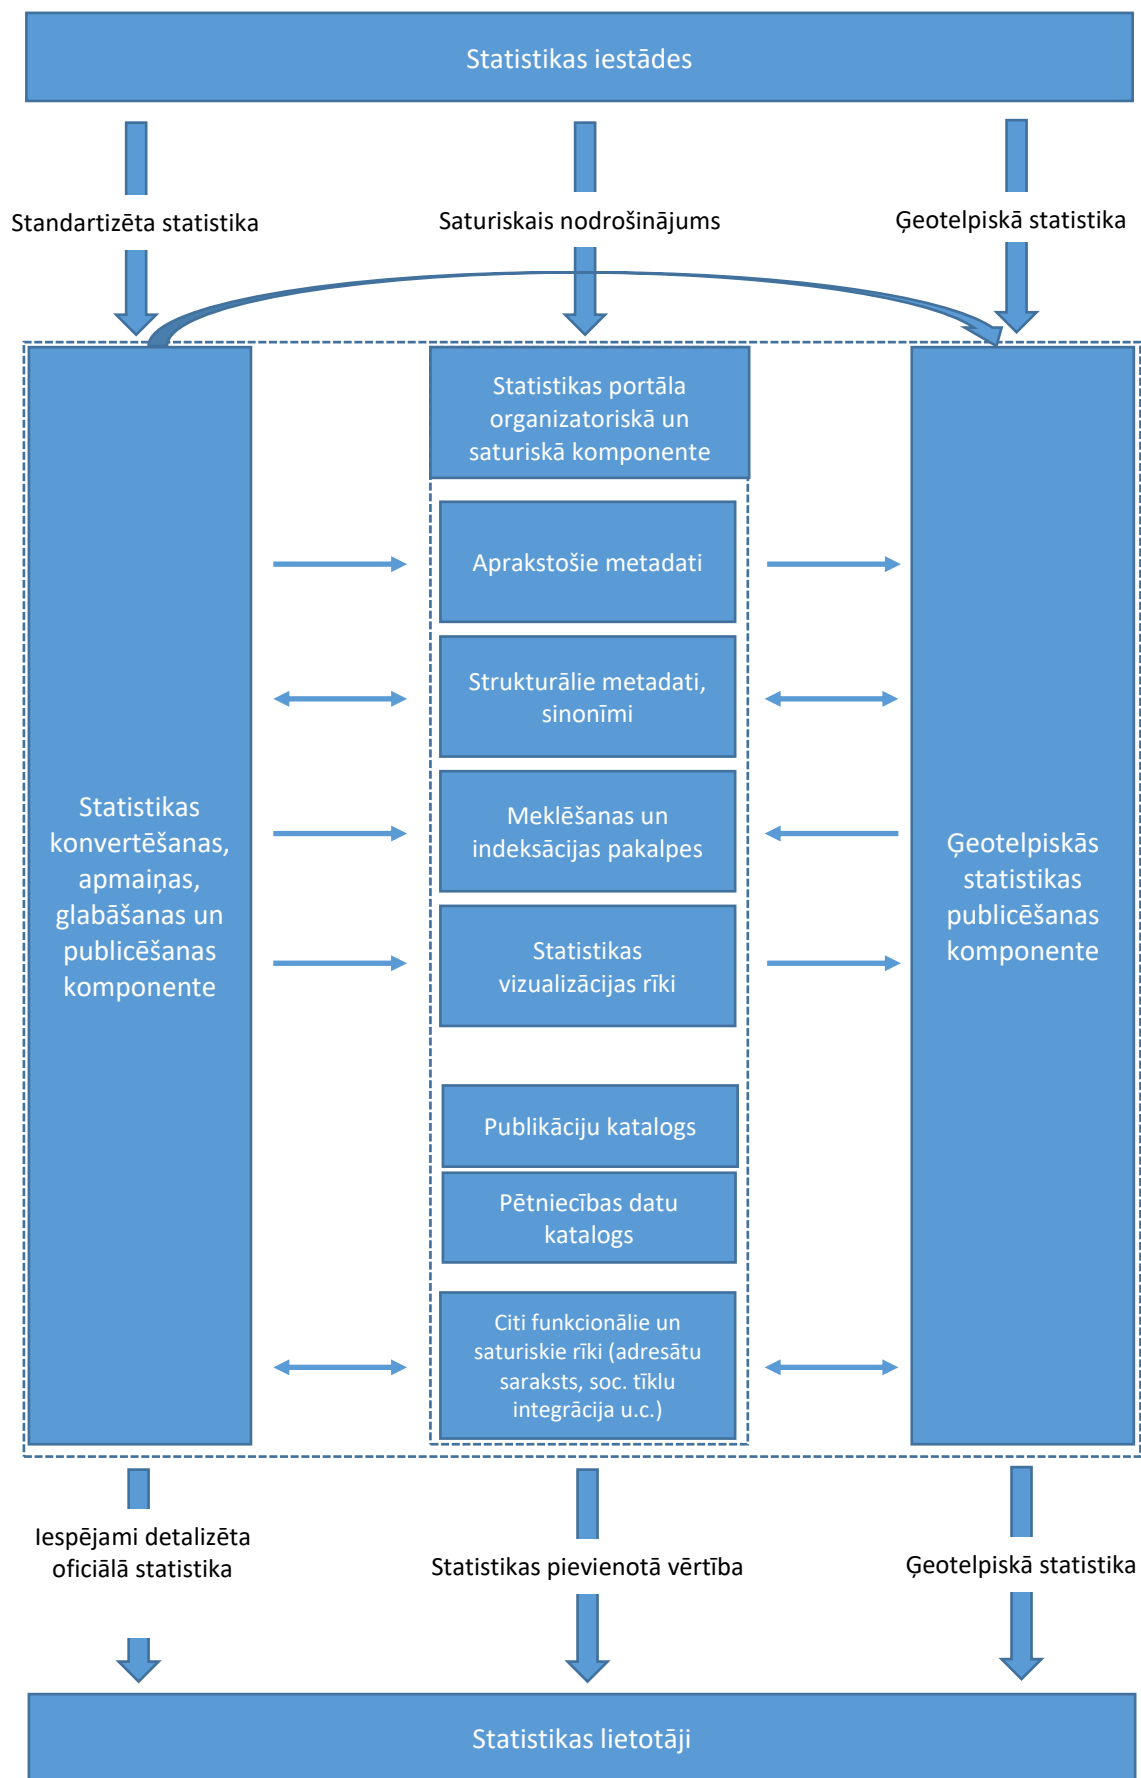 Statistikas iestādes
Standartizēta statistika
Saturiskais nodrošinājums
Ģeotelpiskā statistika
Statistikas portāla
organizatoriskā un
saturiskā komponente
Aprakstošie metadati
Strukturālie metadati,
sinonīmi
Meklēšanas un
indeksācijas pakalpes
Statistikas
vizualizācijas rīki
Publikāciju katalogs
Pētniecības datu
katalogs
Citi funkcionālie un
saturiskie rīki (adresātu
saraksts, soc. tīklu
integrācija u.c.)
Statistikas
konvertēšanas,
apmaiņas,
glabāšanas un
publicēšanas
komponente
Ģeotelpiskās
statistikas
publicēšanas
komponente
Iespējami detalizēta
oficiālā statistika
Statistikas pievienotā vērtība
Ģeotelpiskā statistika
Statistikas lietotāji